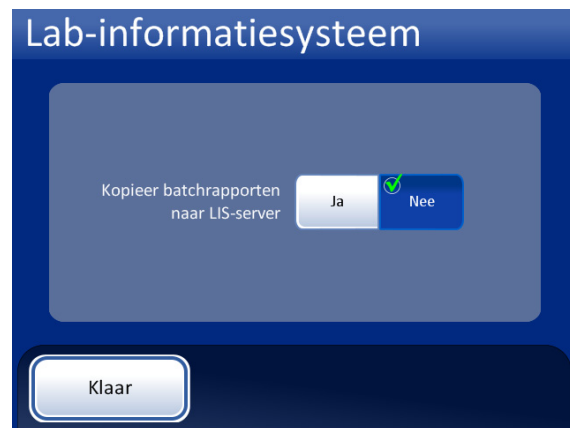 Lab-informatiesysteem
Kopieer batchrapporten
naar LIS-server
Ja
Nee
Klaar